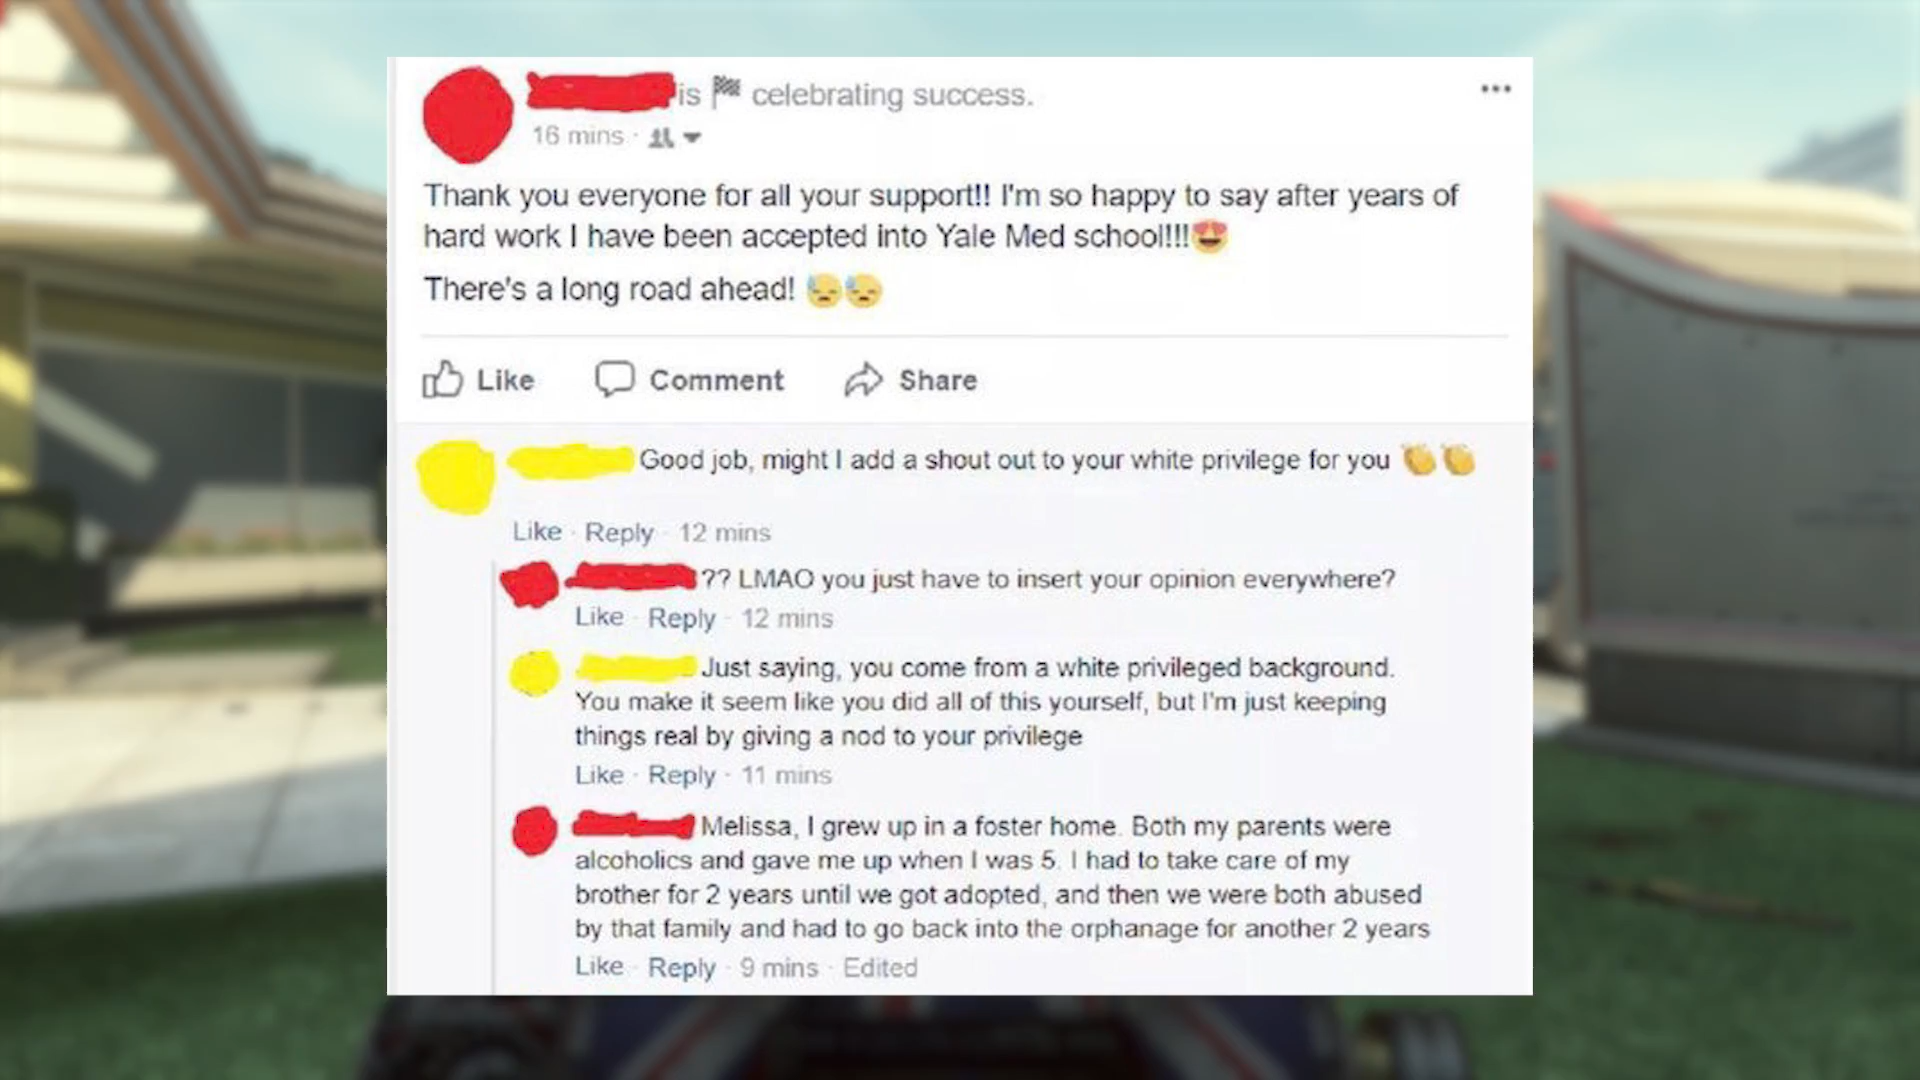 is celebrating success.
16 mins ·
Thank you everyone for all your support!! I'm so happy to say after years of
hard work I have been accepted into Yale Med school!!!😍
There's a long road ahead! 😓😓
Like Comment Share
Good job, might I add a shout out to your white privilege for you 👏👏
Like · Reply · 12 mins
?? LMAO you just have to insert your opinion everywhere?
Like · Reply · 12 mins
Just saying, you come from a white privileged background.
You make it seem like you did all of this yourself, but I'm just keeping
things real by giving a nod to your privilege
Like · Reply · 11 mins
Melissa, I grew up in a foster home. Both my parents were
alcoholics and gave me up when I was 5. I had to take care of my
brother for 2 years until we got adopted, and then we were both abused
by that family and had to go back into the orphanage for another 2 years
Like · Reply · 9 mins · Edited